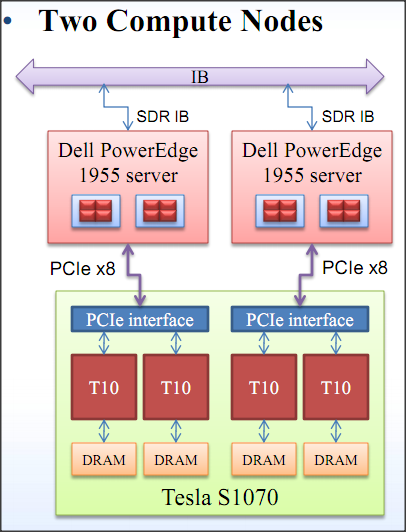 • Two Compute Nodes
IB
SDR IB
SDR IB
Dell PowerEdge
1955 server
Dell PowerEdge
1955 server
PCIe x8
PCIe x8
PCIe interface
PCIe interface
T10
T10
T10
T10
DRAM
DRAM
DRAM
DRAM
Tesla S1070